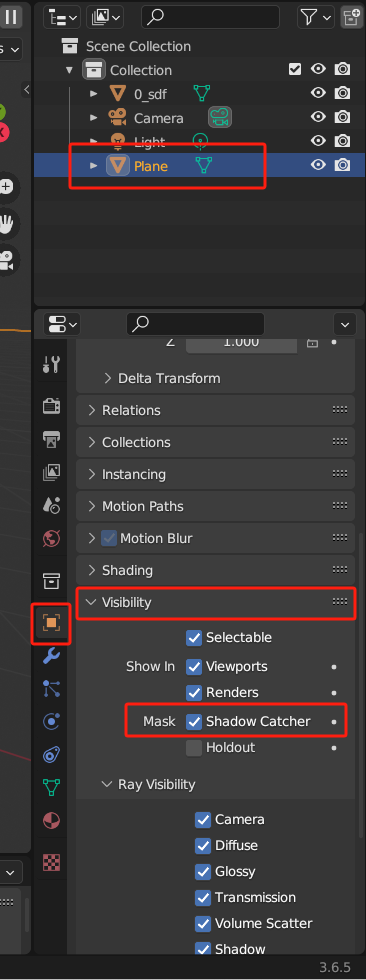 Scene Collection
Collection
0_sdf
Camera
Light
Plane
Z 1.000
Delta Transform
Relations
Collections
Instancing
Motion Paths
Motion Blur
Shading
Visibility
Selectable
Show In Viewports
Renders
Mask Shadow Catcher
Holdout
Ray Visibility
Camera
Diffuse
Glossy
Transmission
Volume Scatter
Shadow
3.6.5